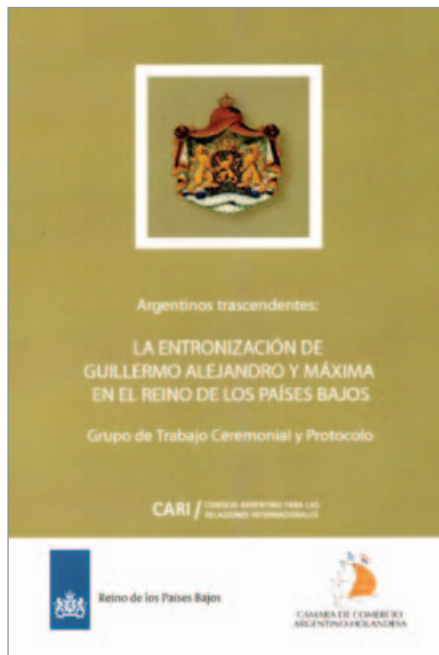 Argentinos trascendentes:
LA ENTRONIZACIÓN DE
GUILLERMO ALEJANDRO Y MÁXIMA
EN EL REINO DE LOS PAÍSES BAJOS
Grupo de Trabajo Ceremonial y Protocolo
CARI / CONSEJO ARGENTINO PARA LAS
RELACIONES INTERNACIONALES
Reino de los Países Bajos
CAMARA DE COMERCIO
ARGENTINO-HOLANDESA